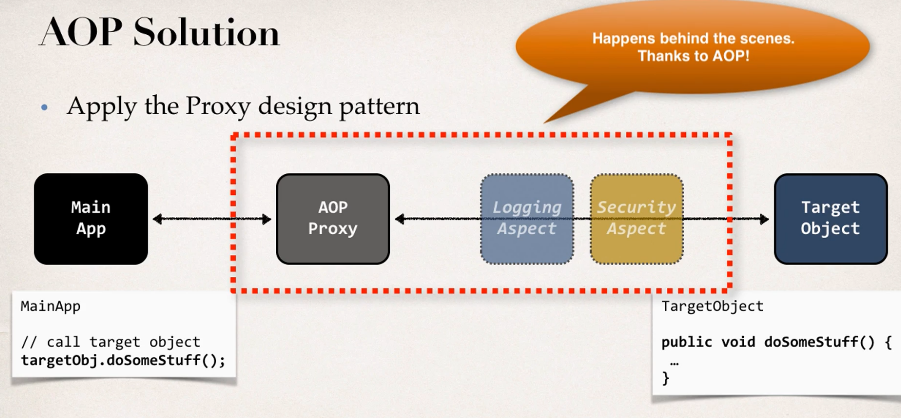 AOP Solution
Happens behind the scenes.
Thanks to AOP!
• Apply the Proxy design pattern
Main
App
AOP
Proxy
Logging
Aspect
Security
Aspect
Target
Object
MainApp
// call target object
targetObj.doSomeStuff();
TargetObject
public void doSomeStuff() {
…
}